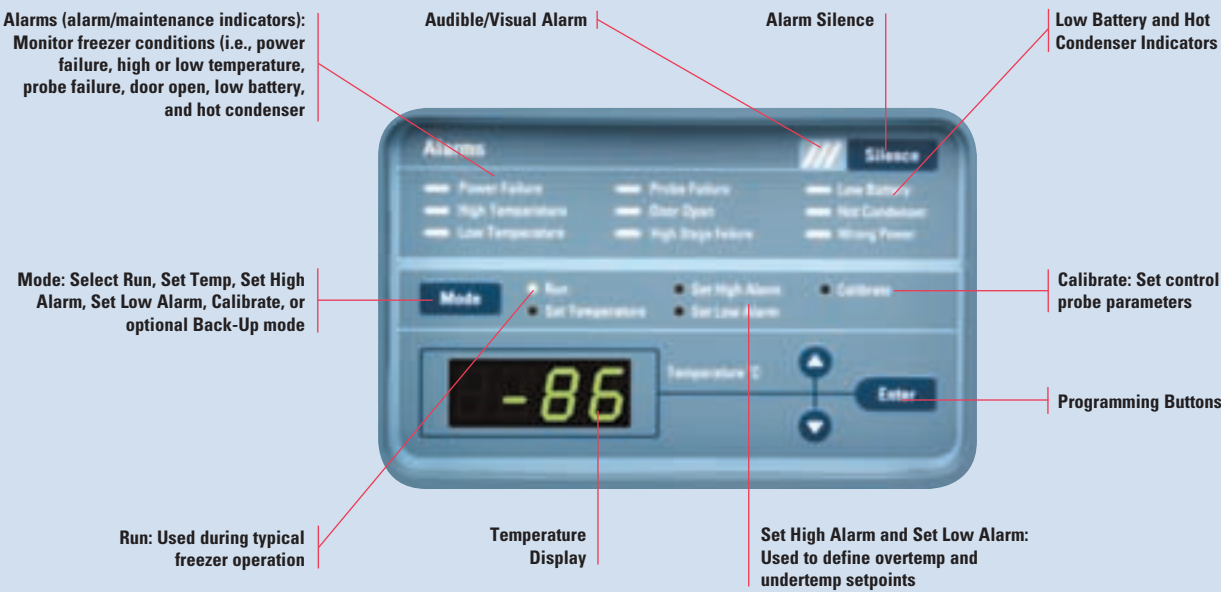 Alarms (alarm/maintenance indicators):
Monitor freezer conditions (i.e., power
failure, high or low temperature,
probe failure, door open, low battery,
and hot condenser
Audible/Visual Alarm
Alarm Silence
Low Battery and Hot
Condenser Indicators
Alarms
Silence
Power Failure
Probe Failure
Low Battery
High Temperature
Door Open
Hot Condenser
Low Temperature
High Stage Failure
Wrong Power
Mode: Select Run, Set Temp, Set High
Alarm, Set Low Alarm, Calibrate, or
optional Back-Up mode
Mode
Run
Set High Alarm
Calibrate
Set Temperature
Set Low Alarm
Calibrate: Set control
probe parameters
-86
Temperature °C
Enter
Programming Buttons
Run: Used during typical
freezer operation
Temperature
Display
Set High Alarm and Set Low Alarm:
Used to define overtemp and
undertemp setpoints